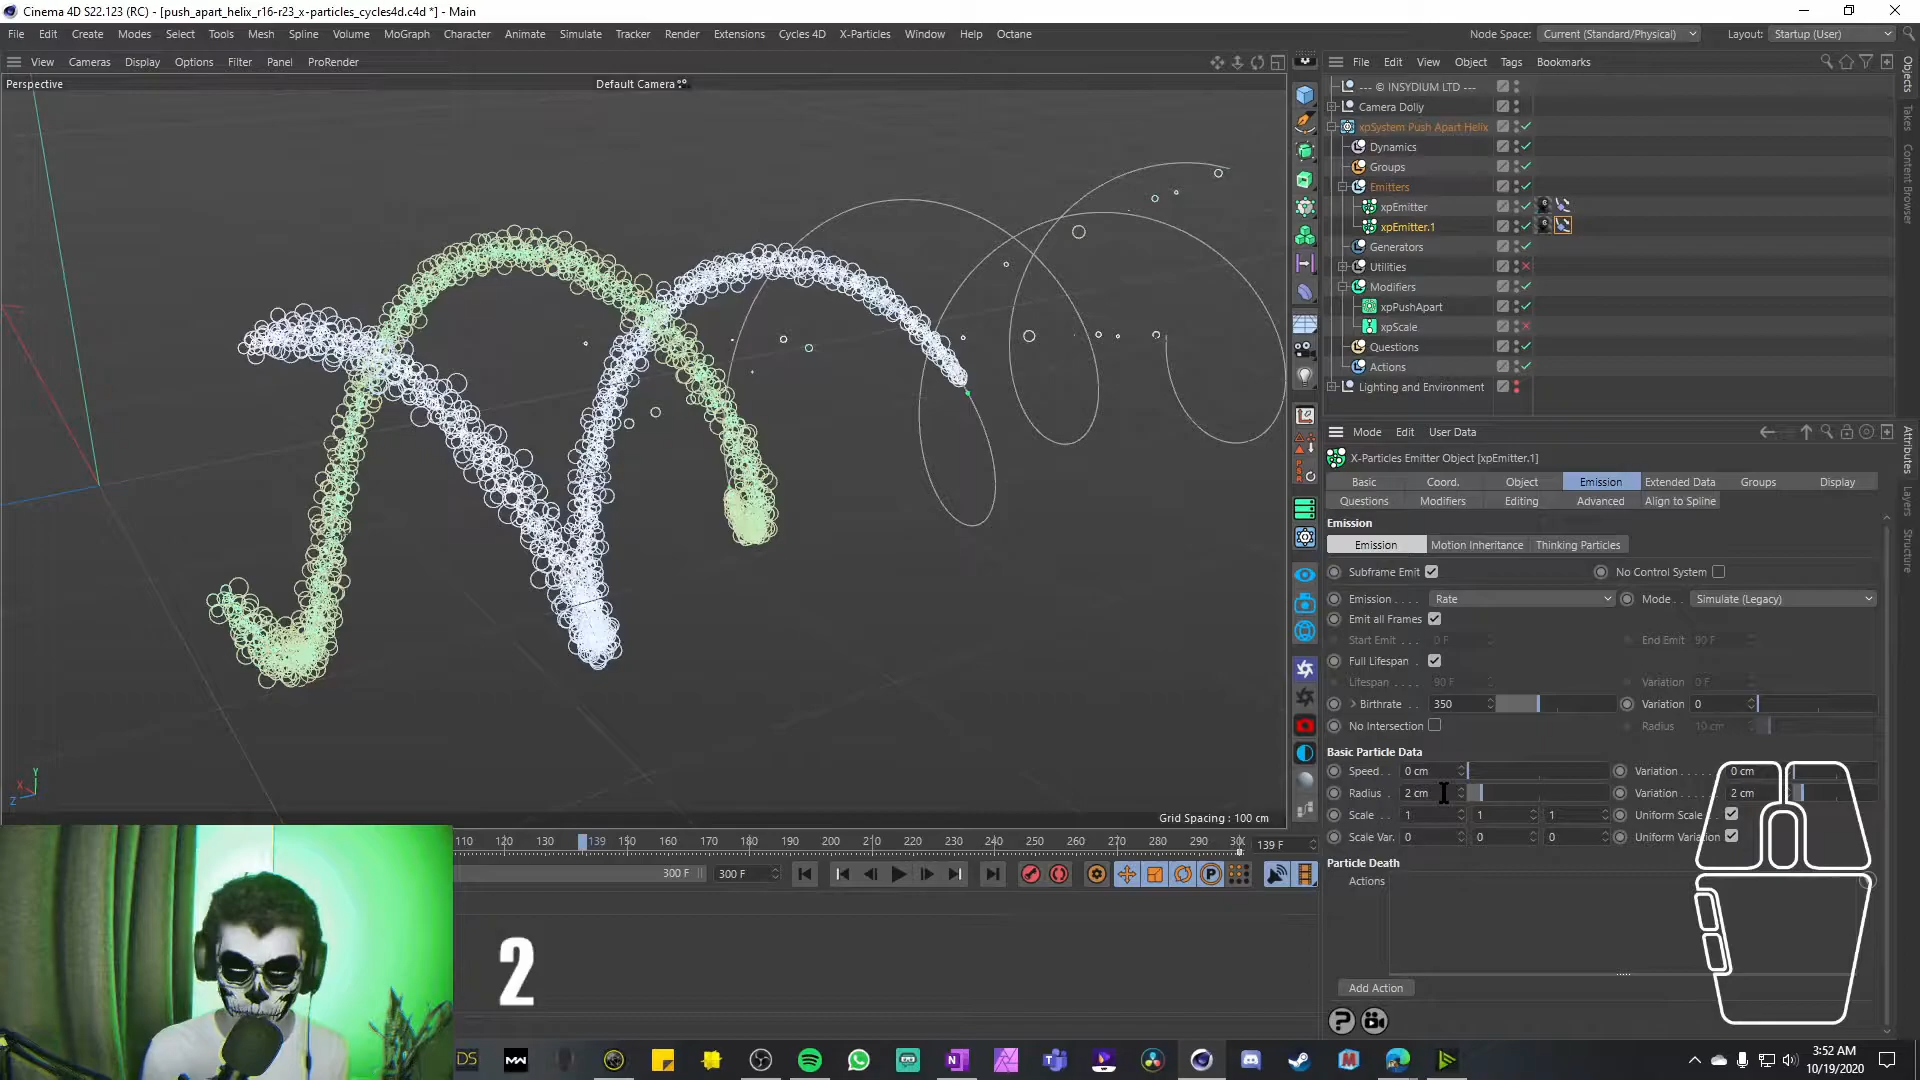 Cinema 4D S22.123 (RC) - [push_apart_helix_r16-r23_x-particles_cycles4d.c4d *] - Main
File Edit Create Modes Select Tools Mesh Spline Volume MoGraph Character Animate Simulate Tracker Render Extensions Cycles 4D X-Particles Window Help Octane
Node Space: Current (Standard/Physical) Layout: Startup (User)
View Cameras Display Options Filter Panel ProRender
Perspective
Default Camera
Grid Spacing : 100 cm
Y
X
Z
File Edit View Object Tags Bookmarks
--- © INSYDIUM LTD ---
Camera Dolly
xpSystem Push Apart Helix
Dynamics
Groups
Emitters
xpEmitter
xpEmitter.1
Generators
Utilities
Modifiers
xpPushApart
xpScale
Questions
Actions
Lighting and Environment
Objects
Takes
Content Browser
Attributes
Layers
Structure
Mode Edit User Data
X-Particles Emitter Object [xpEmitter.1]
Basic Coord. Object Emission Extended Data Groups Display
Questions Modifiers Editing Advanced Align to Spline
Emission
Emission Motion Inheritance Thinking Particles
Subframe Emit No Control System
Emission . . . . Rate Mode . . Simulate (Legacy)
Emit all Frames
Start Emit 0 F End Emit 90 F
Full Lifespan .
Lifespan . . . . 90 F Variation 0 F
Birthrate . . 350 Variation 0
No Intersection Radius 10 cm
Basic Particle Data
Speed . . 0 cm Variation . . . . . 0 cm
Radius . 2 cm Variation . . . . . 2 cm
Scale . . 1 1 1 Uniform Scale
Scale Var. 0 0 0 Uniform Variation
Particle Death
Actions
Add Action
110 120 130 139 150 160 170 180 190 200 210 220 230 240 250 260 270 280 290 300 139 F
300 F 300 F
2
3:52 AM
10/19/2020